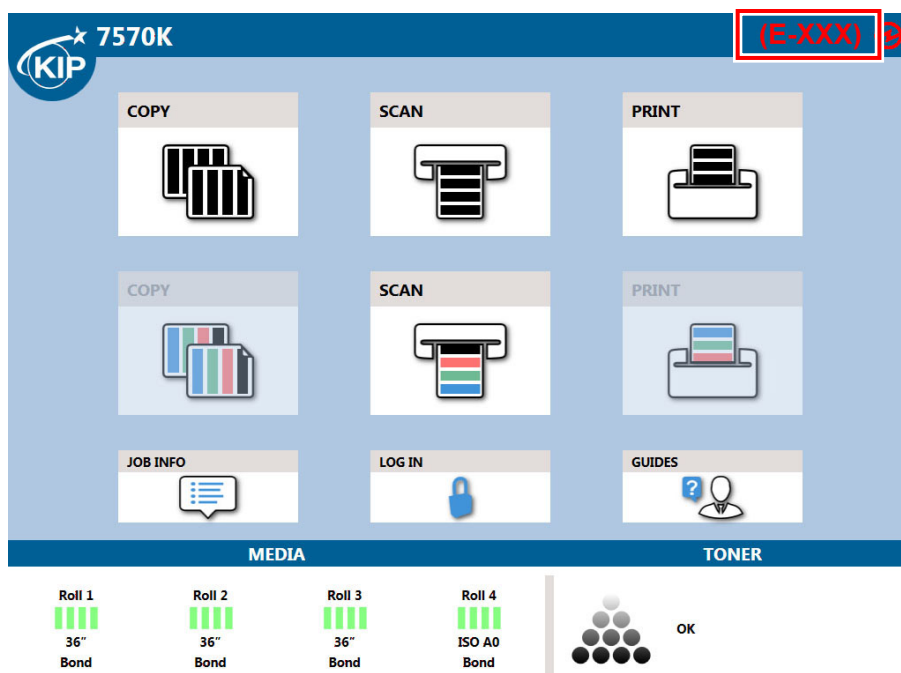 7570K (E-XXX)
KIP
COPY SCAN PRINT
COPY SCAN PRINT
JOB INFO LOG IN GUIDES
?
MEDIA TONER
Roll 1 Roll 2 Roll 3 Roll 4
36" 36" 36" ISO A0
Bond Bond Bond Bond
OK